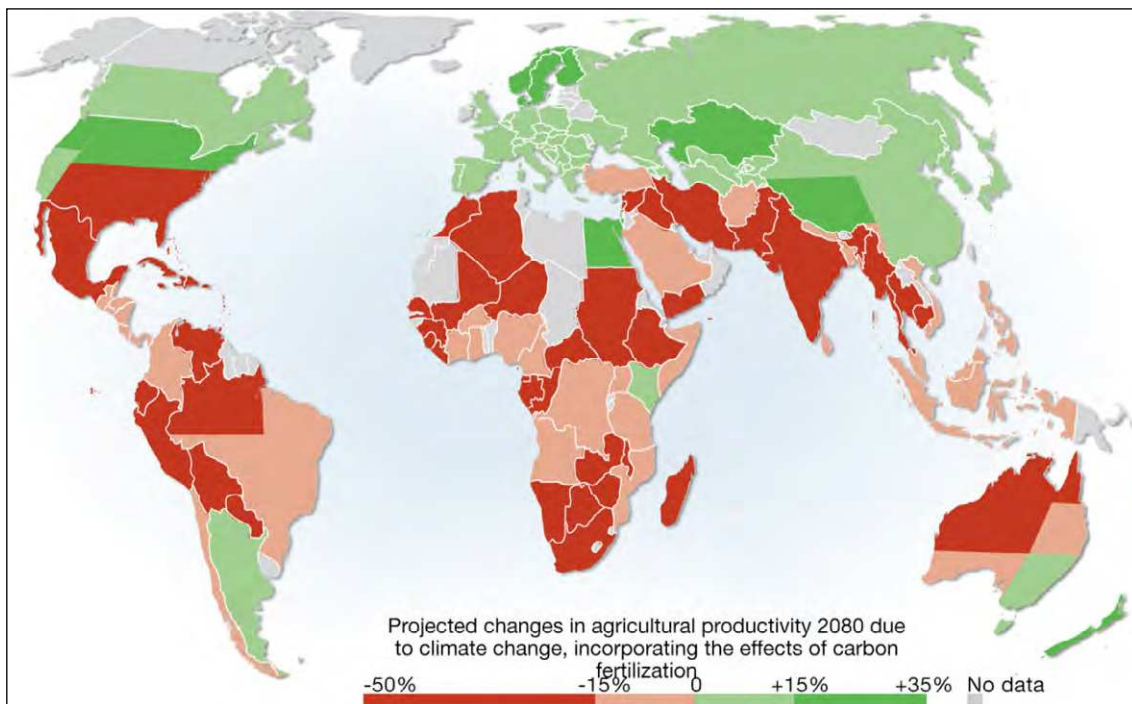 Projected changes in agricultural productivity 2080 due
to climate change, incorporating the effects of carbon
fertilization
-50% -15% 0 +15% +35% No data